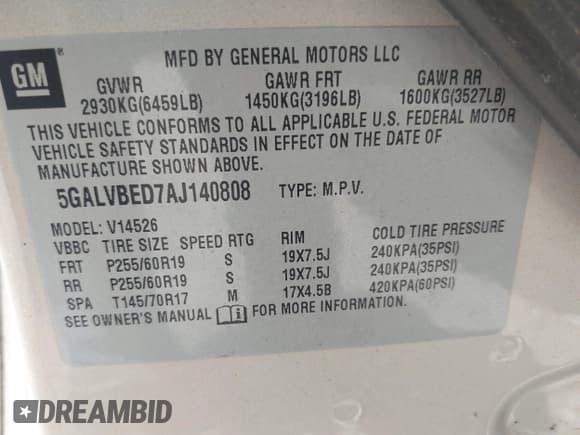 GM
MFD BY GENERAL MOTORS LLC
GVWR GAWR FRT GAWR RR
2930KG(6459LB) 1450KG(3196LB) 1600KG(3527LB)
THIS VEHICLE CONFORMS TO ALL APPLICABLE U.S. FEDERAL MOTOR
VEHICLE SAFETY STANDARDS IN EFFECT ON THE DATE OF
MANUFACTURE SHOWN ABOVE.
5GALVBED7AJ140808 TYPE: M.P.V.
MODEL: V14526
VBBC TIRE SIZE SPEED RTG RIM COLD TIRE PRESSURE
FRT P255/60R19 S 19X7.5J 240KPA(35PSI)
RR P255/60R19 S 19X7.5J 240KPA(35PSI)
SPA T145/70R17 M 17X4.5B 420KPA(60PSI)
SEE OWNER'S MANUAL FOR MORE INFORMATION.
DREAMBID